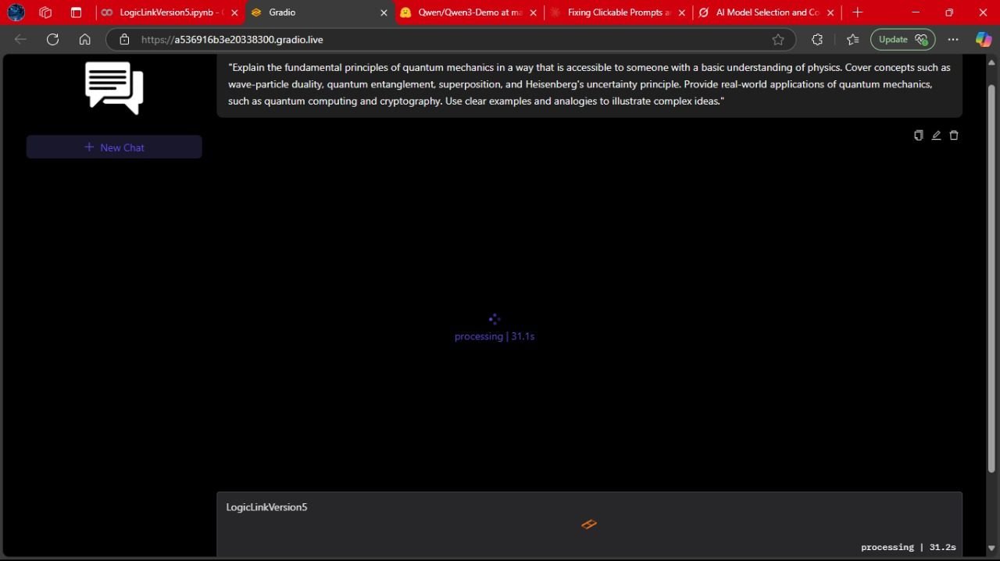 LogicLinkVersion5.ipynb - C
Gradio
Qwen/Qwen3-Demo at ma
Fixing Clickable Prompts a
AI Model Selection and Co
https://a536916b3e20338300.gradio.live
Update
"Explain the fundamental principles of quantum mechanics in a way that is accessible to someone with a basic understanding of physics. Cover concepts such as
wave-particle duality, quantum entanglement, superposition, and Heisenberg's uncertainty principle. Provide real-world applications of quantum mechanics,
such as quantum computing and cryptography. Use clear examples and analogies to illustrate complex ideas."
New Chat
processing | 31.1s
LogicLinkVersion5
processing | 31.2s